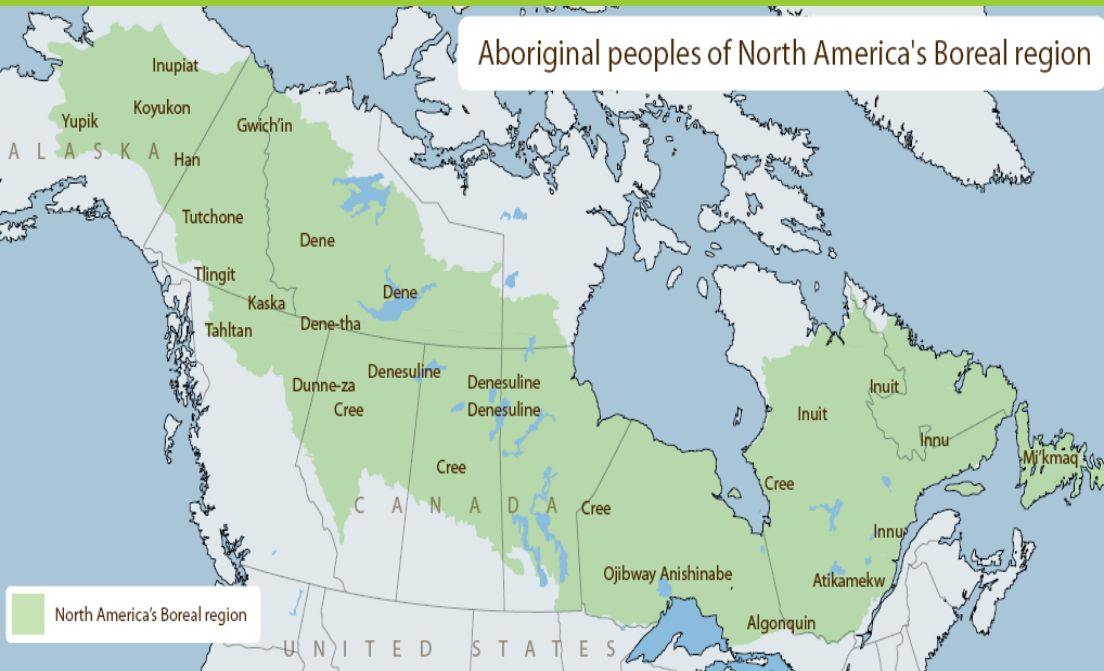 Aboriginal peoples of North America's Boreal region
Inupiat
Koyukon
Yupik
Gwich'in
ALASKA
Han
Tutchone
Dene
Tlingit
Dene
Kaska
Tahltan
Dene-tha
Denesuline
Dunne-za
Denesuline
Inuit
Cree
Denesuline
Inuit
Innu
Mi'kmaq
Cree
Cree
CANADA
Cree
Innu
Ojibway Anishinabe
Atikamekw
North America's Boreal region
Algonquin
UNITED STATES